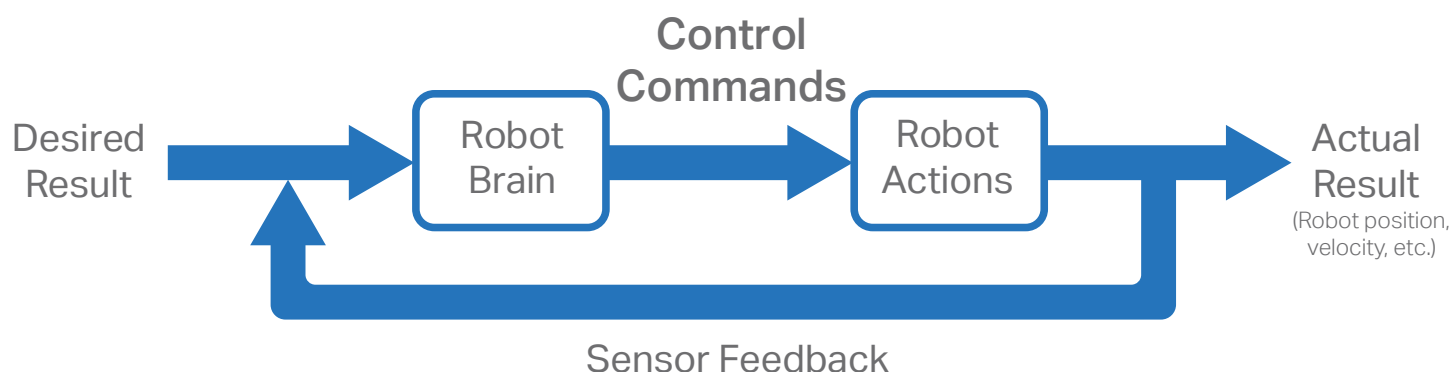 Control
Commands
Desired
Result
Robot
Brain
Robot
Actions
Actual
Result
(Robot position,
velocity, etc.)
Sensor Feedback